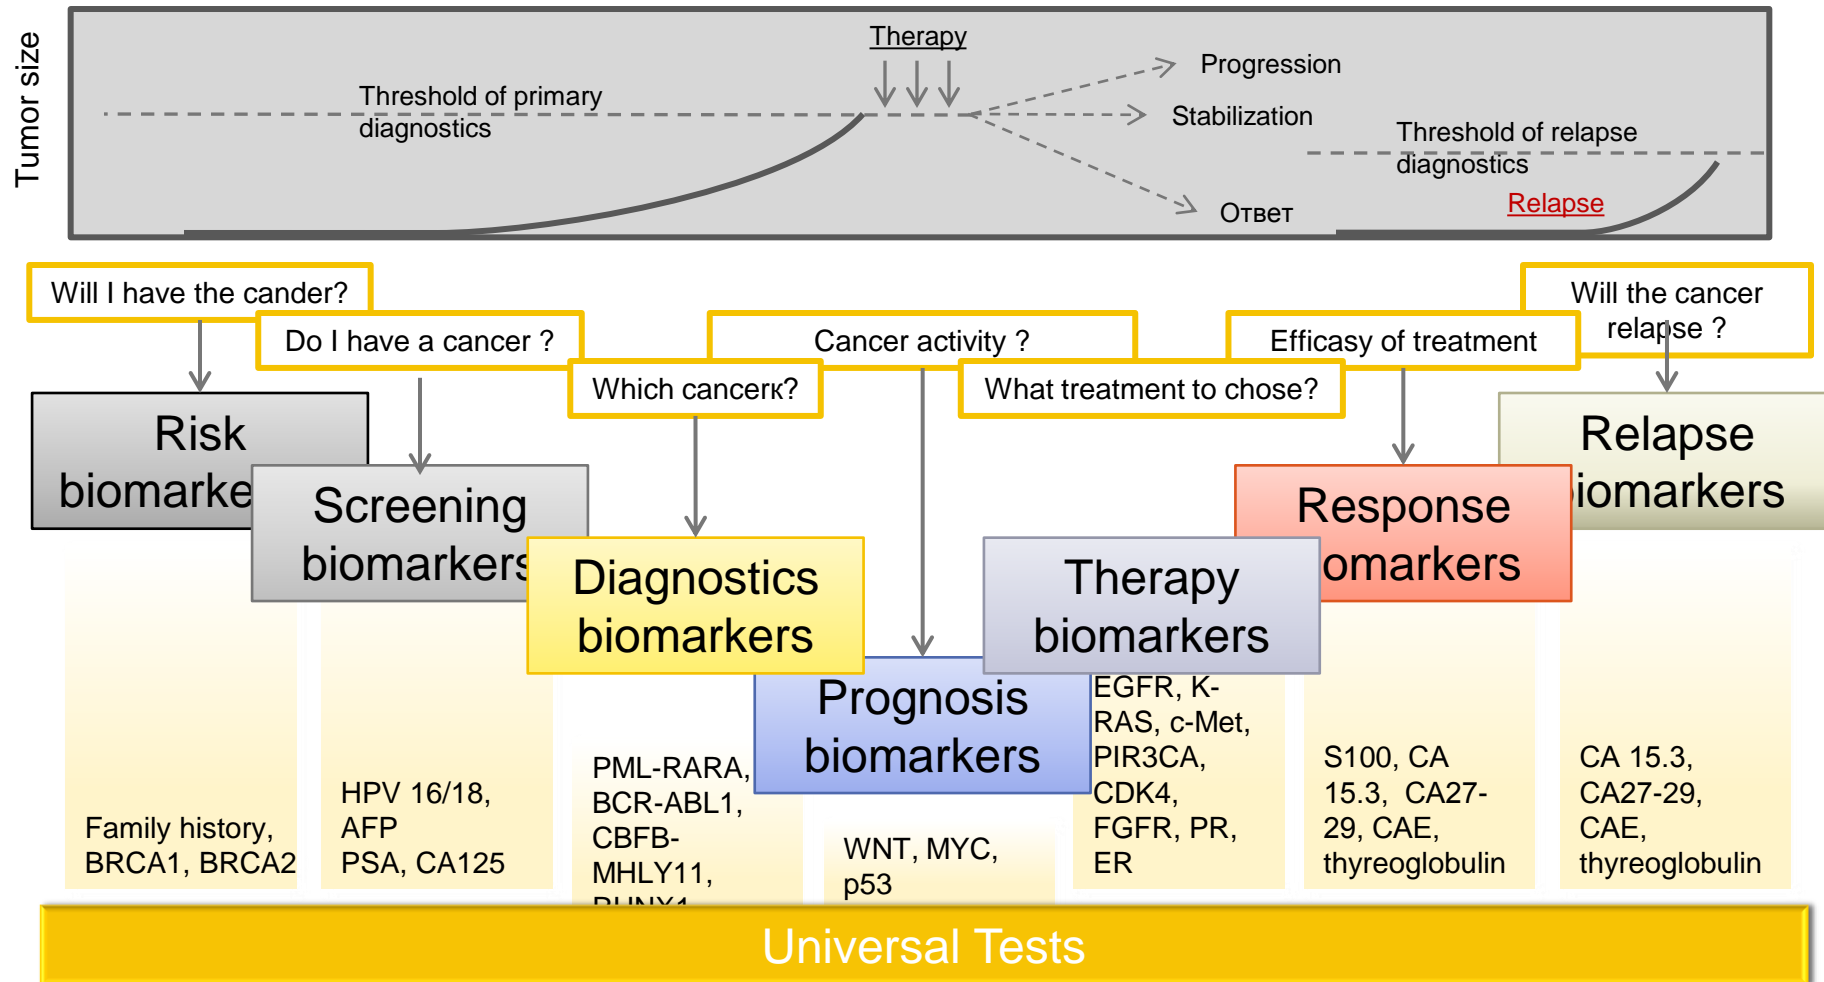 Tumor size
Therapy
Progression
Threshold of primary
diagnostics
Stabilization
Threshold of relapse
diagnostics
Ответ
Relapse
Will I have the cander?
Do I have a cancer ?
Which cancerк?
Cancer activity ?
What treatment to chose?
Efficasy of treatment
Will the cancer
relapse ?
Risk
biomarke
Screening
biomarkers
Diagnostics
biomarkers
Prognosis
biomarkers
Therapy
biomarkers
Response
omarkers
Relapse
iomarkers
Family history,
BRCA1, BRCA2
HPV 16/18,
AFP
PSA, CA125
PML-RARA,
BCR-ABL1,
CBFB-
MHLY11,
WNT, MYC,
p53
EGFR, K-
RAS, c-Met,
PIR3CA,
CDK4,
FGFR, PR,
ER
S100, CA
15.3, CA27-
29, CAE,
thyreoglobulin
CA 15.3,
CA27-29,
CAE,
thyreoglobulin
Universal Tests